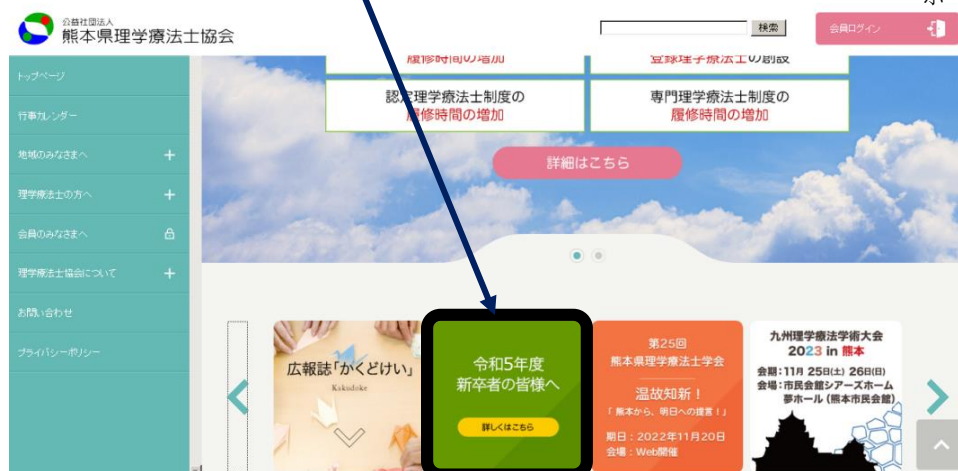 公益社団法人
熊本県理学療法士協会
検索
会員ログイン
トップページ
行事カレンダー
地域のみなさまへ
理学療法士の方へ
会員のみなさまへ
理学療法士協会について
お問い合わせ
プライバシーポリシー
履修時間の増加
登録理学療法士の創設
認定理学療法士制度の
履修時間の増加
専門理学療法士制度の
履修時間の増加
詳細はこちら
広報誌「かくどけい」
Kakudoke
令和5年度
新卒者の皆様へ
詳しくはこちら
第25回
熊本県理学療法士学会
温故知新！
「熊本から、明日への提言！」
期日：2022年11月20日
会場：Web開催
九州理学療法学術大会
2023 in 熊本
会期：11月 25日(土) 26日(日)
会場：市民会館シアーズホーム
夢ホール（熊本市民会館）